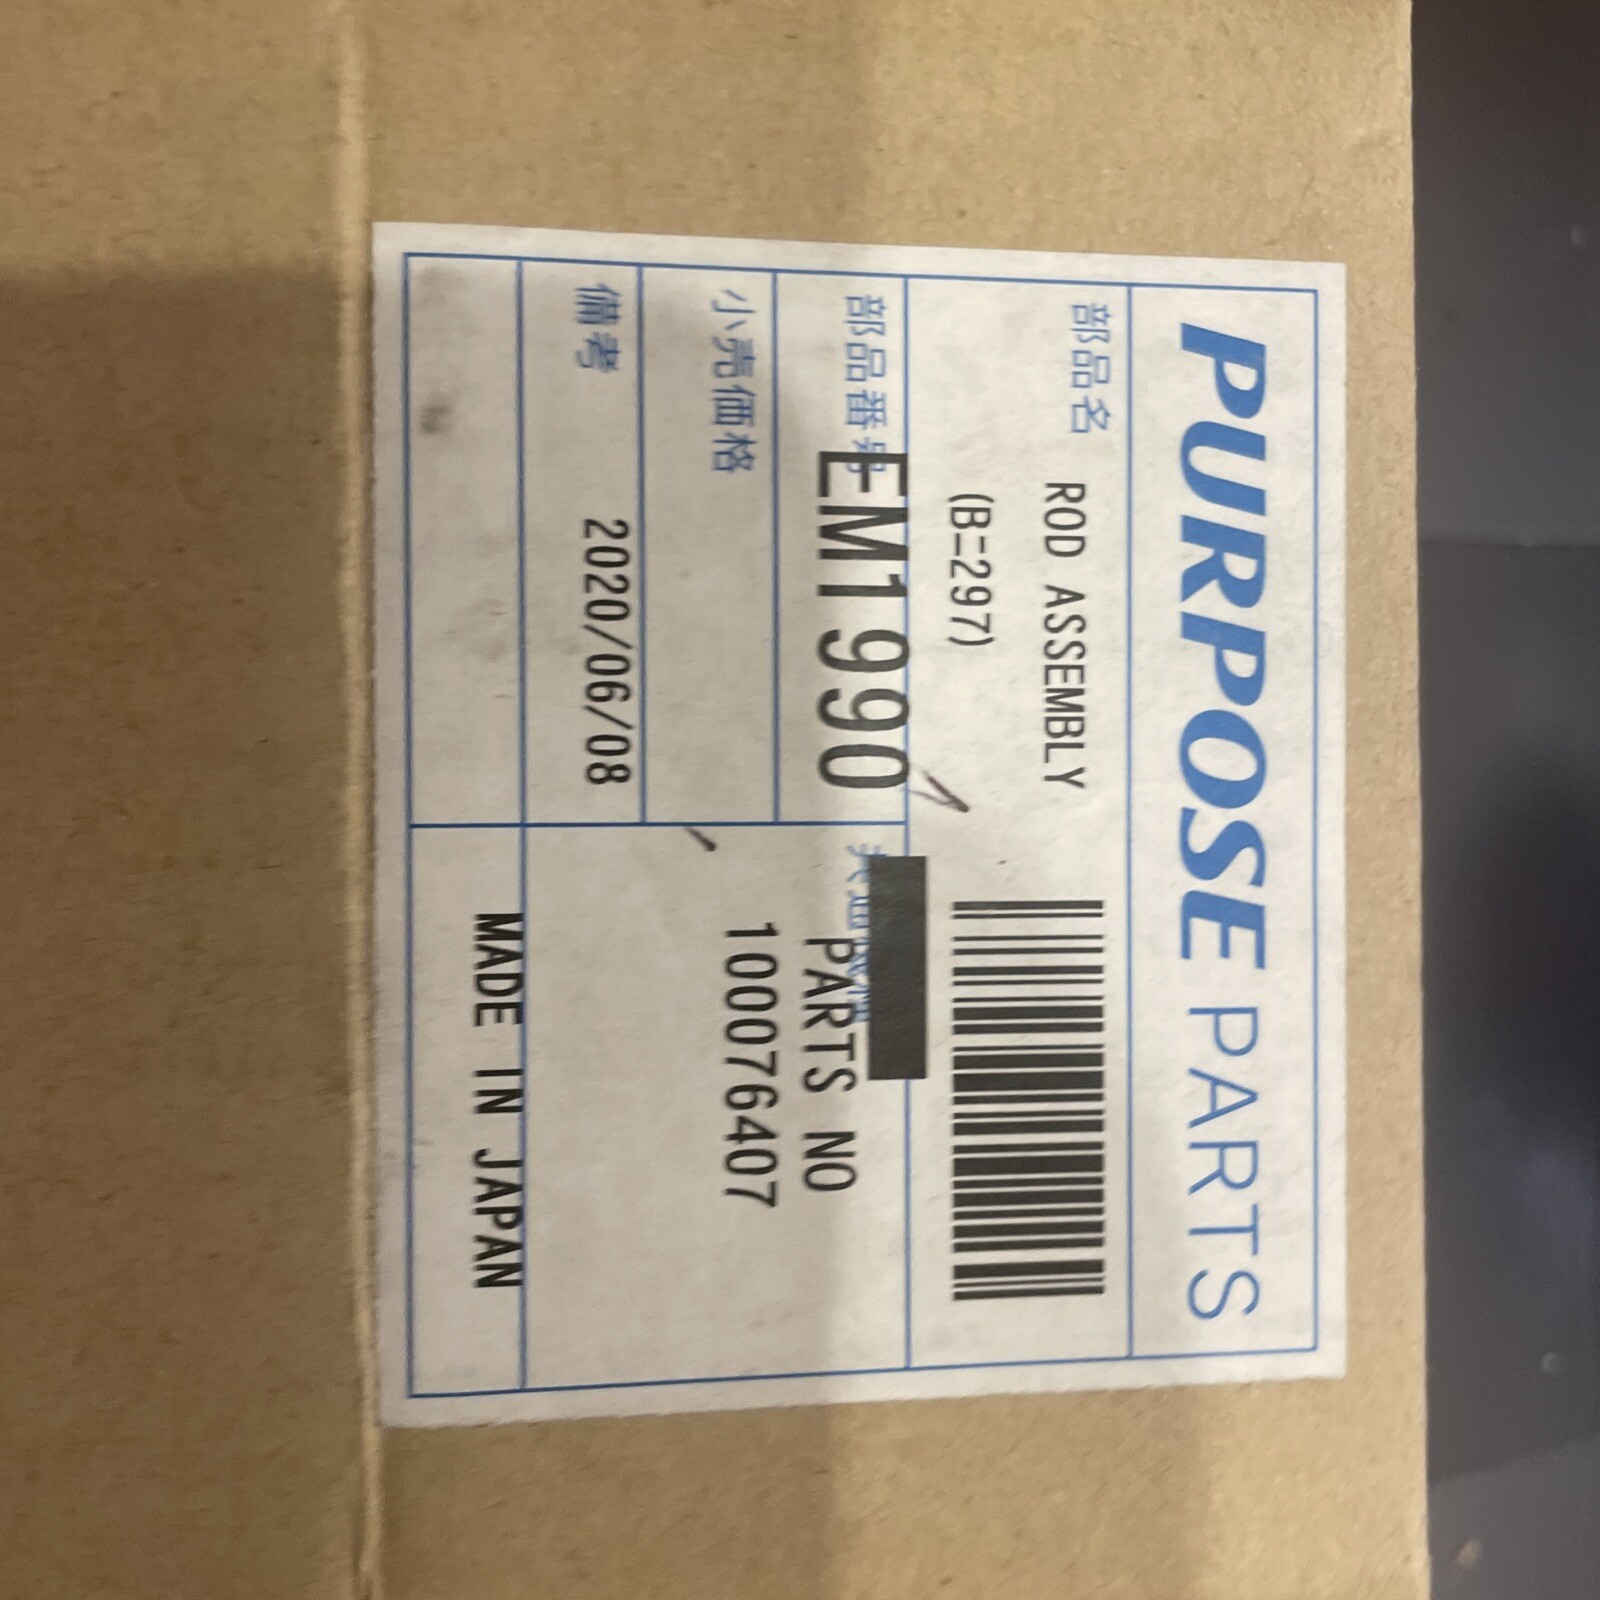 PURPOSE PARTS
部品名
ROD ASSEMBLY
(B=297)
部品番号
EM1990
小売価格
備考
2020/06/08
PARTS NO
100076407
MADE IN JAPAN